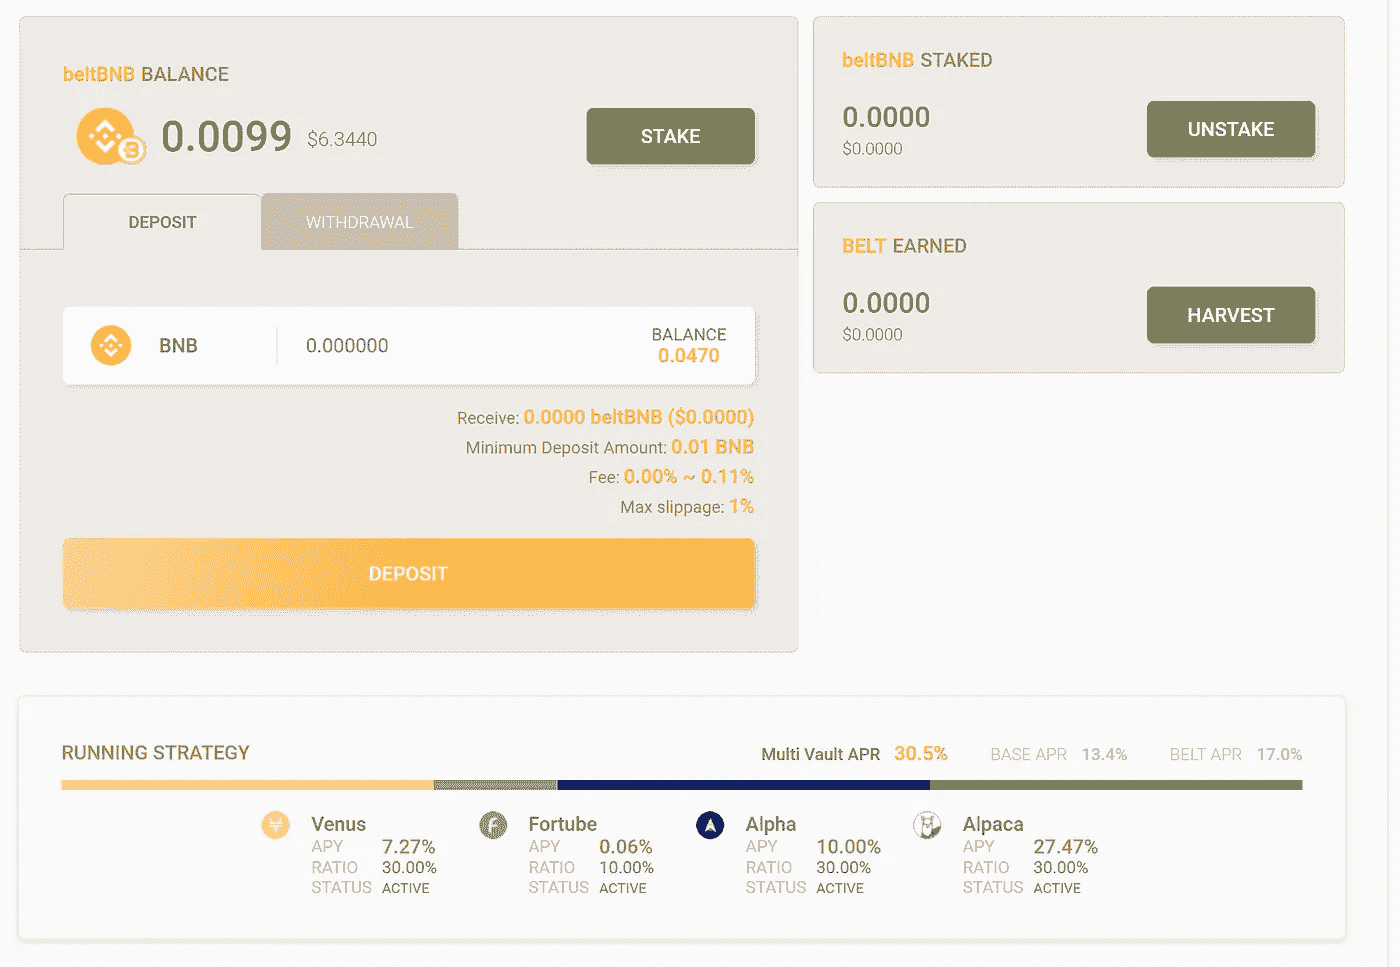 beltBNB BALANCE
0.0099 $6.3440
STAKE
DEPOSIT
WITHDRAWAL
BNB
0.000000
BALANCE
0.0470
Receive: 0.0000 beltBNB ($0.0000)
Minimum Deposit Amount: 0.01 BNB
Fee: 0.00% ~ 0.11%
Max slippage: 1%
DEPOSIT
beltBNB STAKED
0.0000
$0.0000
UNSTAKE
BELT EARNED
0.0000
$0.0000
HARVEST
RUNNING STRATEGY
Multi Vault APR 30.5% BASE APR 13.4% BELT APR 17.0%
Venus
APY 7.27%
RATIO 30.00%
STATUS ACTIVE
Fortube
APY 0.06%
RATIO 10.00%
STATUS ACTIVE
Alpha
APY 10.00%
RATIO 30.00%
STATUS ACTIVE
Alpaca
APY 27.47%
RATIO 30.00%
STATUS ACTIVE